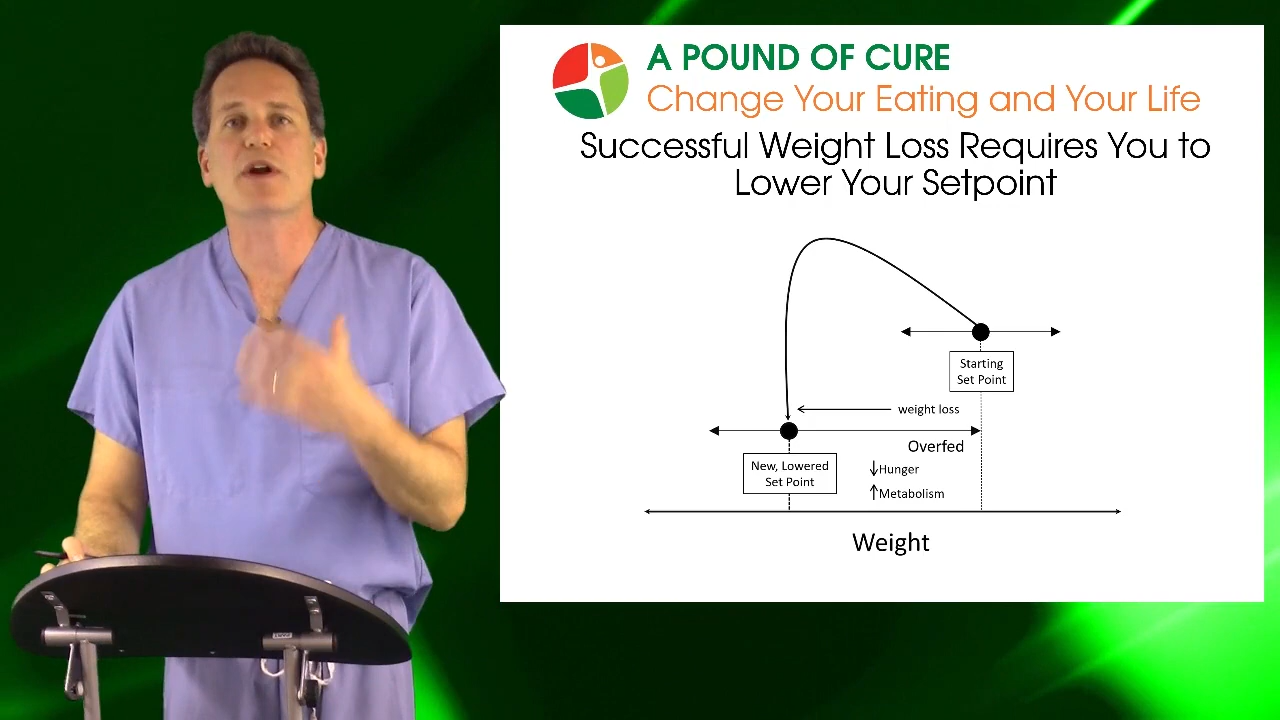 A POUND OF CURE
Change Your Eating and Your Life
Successful Weight Loss Requires You to
Lower Your Setpoint
Starting
Set Point
weight loss
Overfed
New, Lowered
Set Point
Hunger
Metabolism
Weight